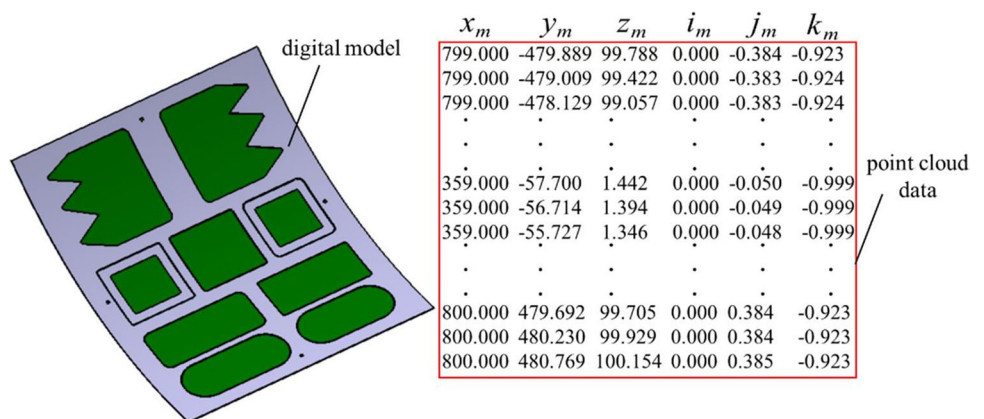 digital model
x_m y_m z_m i_m j_m k_m
799.000 -479.889 99.788 0.000 -0.384 -0.923
799.000 -479.009 99.422 0.000 -0.383 -0.924
799.000 -478.129 99.057 0.000 -0.383 -0.924
. . . . . .
. . . . . .
. . . . . .
359.000 -57.700 1.442 0.000 -0.050 -0.999
359.000 -56.714 1.394 0.000 -0.049 -0.999
359.000 -55.727 1.346 0.000 -0.048 -0.999
. . . . . .
. . . . . .
. . . . . .
800.000 479.692 99.705 0.000 0.384 -0.923
800.000 480.230 99.929 0.000 0.384 -0.923
800.000 480.769 100.154 0.000 0.385 -0.923
point cloud
data